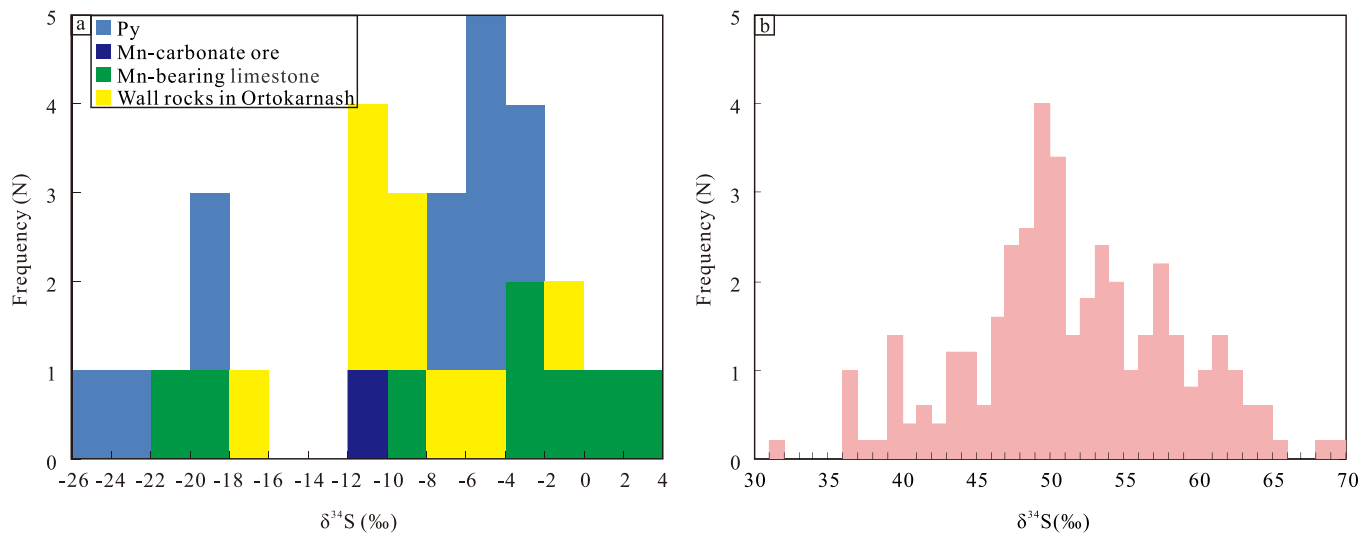 a
Py
Mn-carbonate ore
Mn-bearing limestone
Wall rocks in Ortokarnash
5
4
3
2
1
0
Frequency (N)
-26 -24 -22 -20 -18 -16 -14 -12 -10 -8 -6 -4 -2 0 2 4
δ³⁴S (‰)
b
5
4
3
2
1
0
Frequency (N)
30 35 40 45 50 55 60 65 70
δ³⁴S(‰)